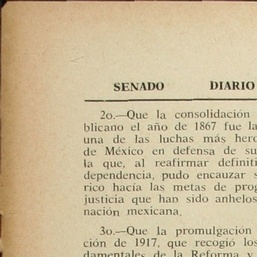 SENADO DIARIO
2o.—Que la consolidación
blicano el año de 1867 fue la
una de las luchas más hero
de México en defensa de su
la que, al reafirmar definiti
dependencia, pudo encauzar s
rico hacia las metas de prog
justicia que han sido anhelos
nación mexicana.
3o.—Que la promulgación
ción de 1917, que recogió los
damentales de la Reforma y